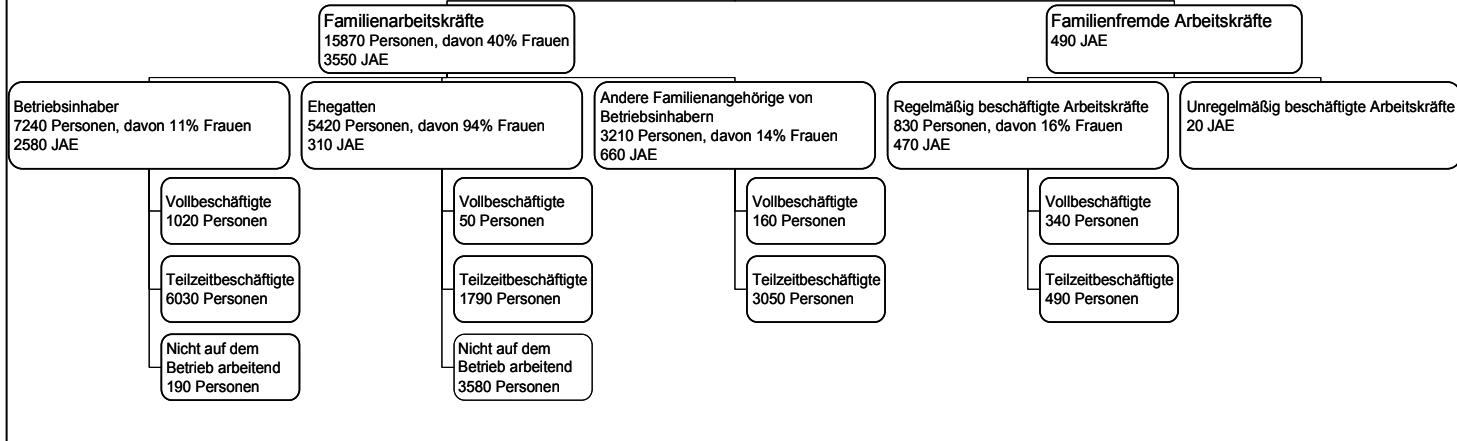 Familienarbeitskräfte
15870 Personen, davon 40% Frauen
3550 JAE
Familienfremde Arbeitskräfte
490 JAE
Betriebsinhaber
7240 Personen, davon 11% Frauen
2580 JAE
Ehegatten
5420 Personen, davon 94% Frauen
310 JAE
Andere Familienangehörige von
Betriebsinhabern
3210 Personen, davon 14% Frauen
660 JAE
Regelmäßig beschäftigte Arbeitskräfte
830 Personen, davon 16% Frauen
470 JAE
Unregelmäßig beschäftigte Arbeitskräfte
20 JAE
Vollbeschäftigte
1020 Personen
Vollbeschäftigte
50 Personen
Vollbeschäftigte
160 Personen
Vollbeschäftigte
340 Personen
Teilzeitbeschäftigte
6030 Personen
Teilzeitbeschäftigte
1790 Personen
Teilzeitbeschäftigte
3050 Personen
Teilzeitbeschäftigte
490 Personen
Nicht auf dem
Betrieb arbeitend
190 Personen
Nicht auf dem
Betrieb arbeitend
3580 Personen